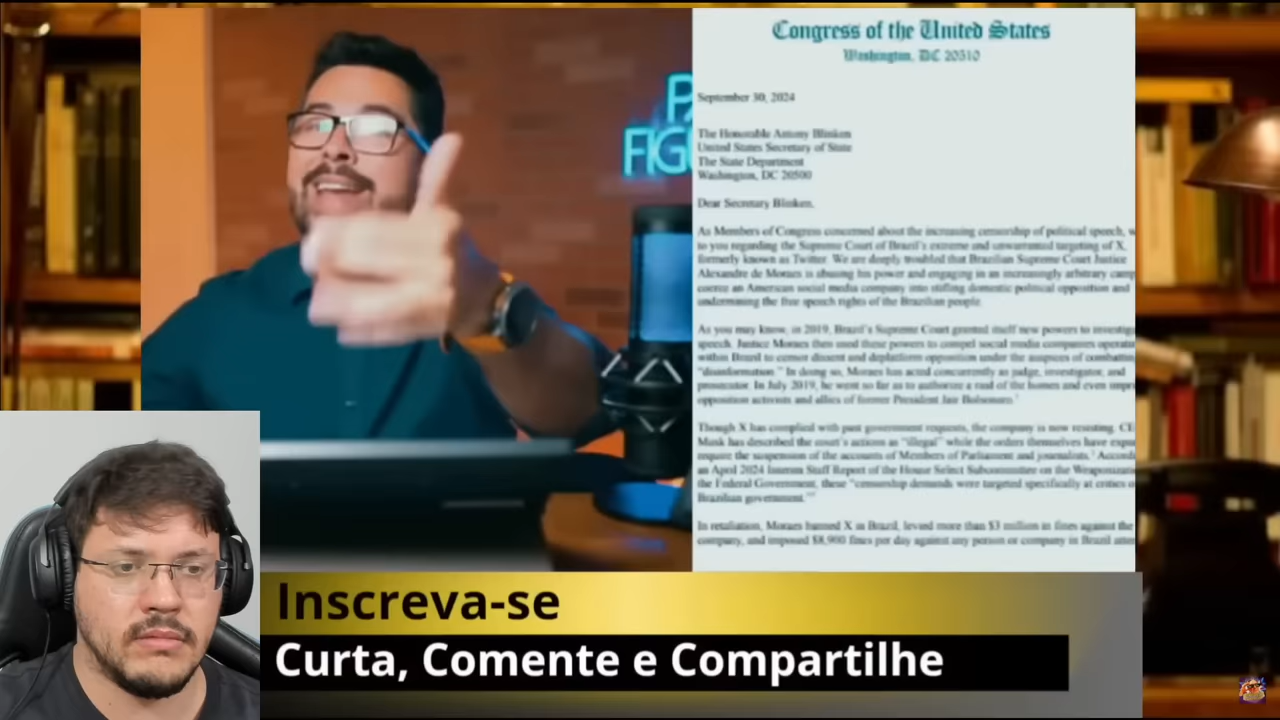 PA
FIGU
Congress of the United States
Washington, DC 20510
September 30, 2024
The Honorable Antony Blinken
United States Secretary of State
The State Department
Washington, DC 20500
Dear Secretary Blinken,
As Members of Congress concerned about the increasing censorship of political speech, w
to you regarding the Supreme Court of Brazil's extreme and unwarranted targeting of X,
formerly known as Twitter. We are deeply troubled that Brazilian Supreme Court Justice
Alexandre de Moraes is abusing his power and engaging in an increasingly arbitrary camp
coerce an American social media company into stifling domestic political opposition and
undermining the free speech rights of the Brazilian people.
As you may know, in 2019, Brazil's Supreme Court granted itself new powers to investiga
speech. Justice Moraes then used these powers to compel social media companies operati
within Brazil to censor dissent and deplatform opposition under the auspices of combattin
"disinformation." In doing so, Moraes has acted concurrently as judge, investigator, and
prosecutor. In July 2019, he went so far as to authorize a raid of the homes and even impri
opposition activists and allies of former President Jair Bolsonaro.
Though X has complied with past government requests, the company is now resisting. CE
Musk has described the court's actions as "illegal" while the orders themselves have expa
require the suspension of the accounts of Members of Parliament and journalists. Accordi
an April 2024 Interim Staff Report of the House Select Subcommittee on the Weaponizat
the Federal Government, these "censorship demands were targeted specifically at critics o
Brazilian government."
In retaliation, Moraes banned X in Brazil, levied more than $3 million in fines against the
company, and imposed $8,900 fines per day against any person or company in Brazil attem
Inscreva-se
Curta, Comente e Compartilhe